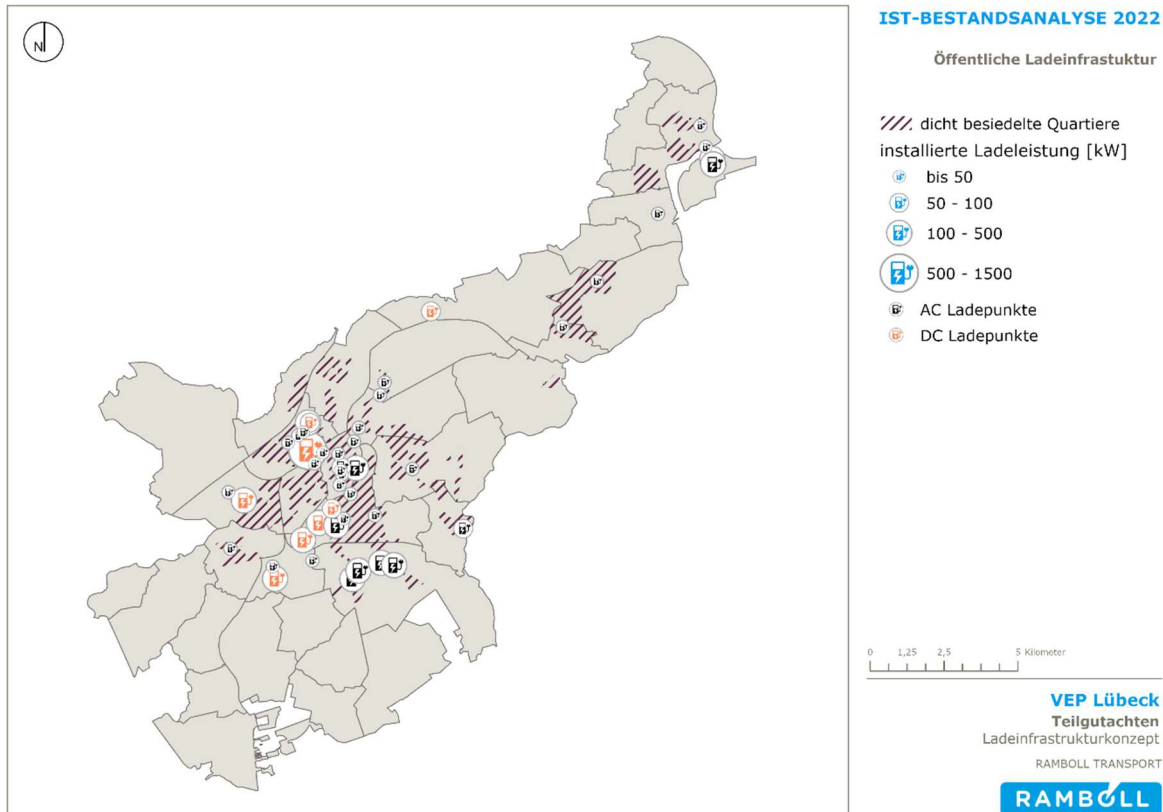 N
IST-BESTANDSANALYSE 2022
Öffentliche Ladeinfrastuktur
dicht besiedelte Quartiere
installierte Ladeleistung [kW]
bis 50
50 - 100
100 - 500
500 - 1500
AC Ladepunkte
DC Ladepunkte
0 1,25 2,5 5 Kilometer
VEP Lübeck
Teilgutachten
Ladeinfrastrukturkonzept
RAMBOLL TRANSPORT
RAMBOLL